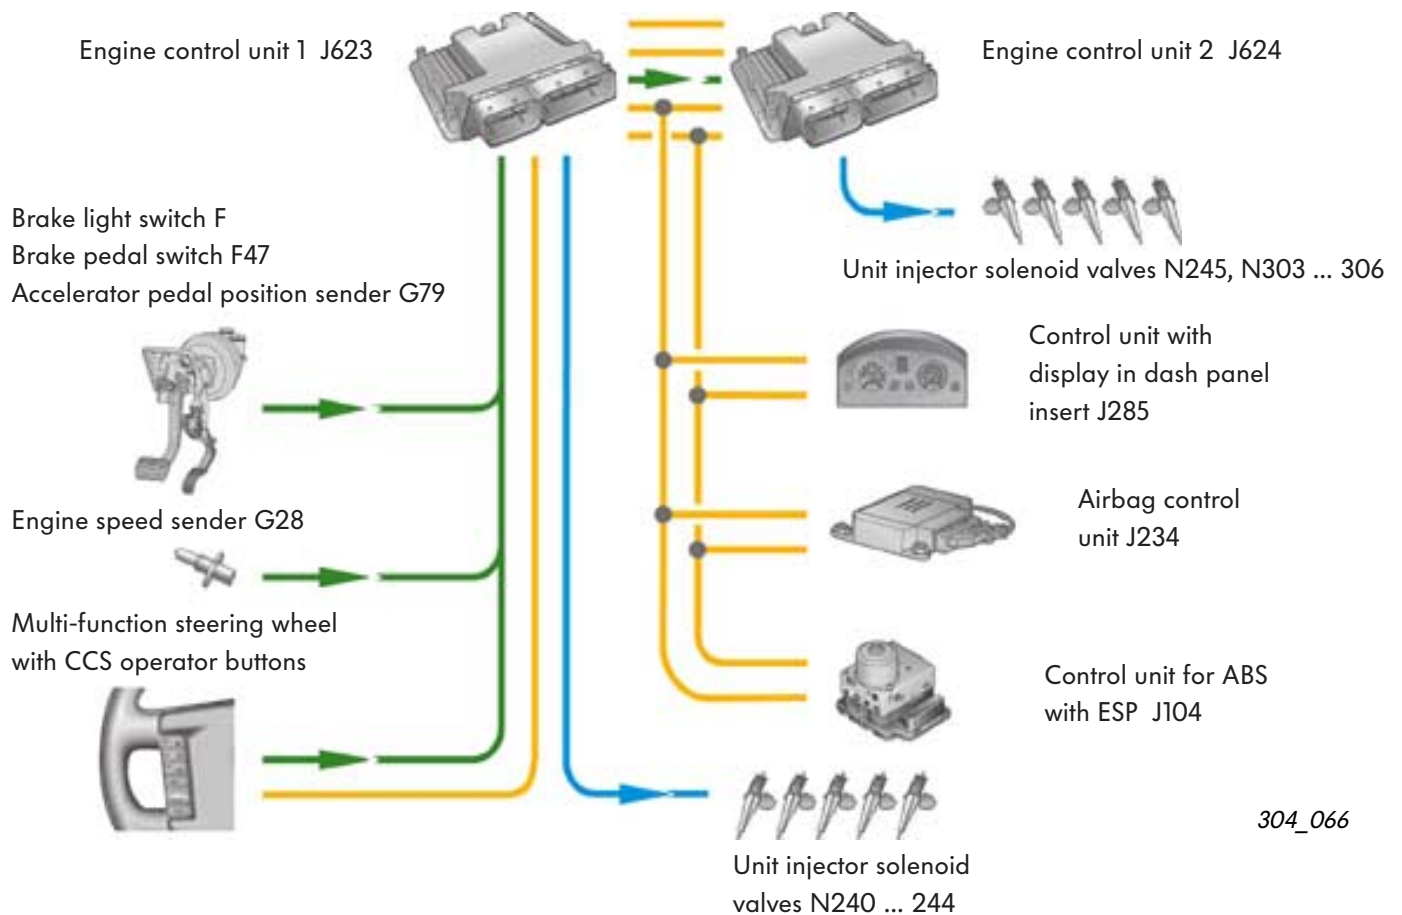 Engine control unit 1 J623
Engine control unit 2 J624
Brake light switch F
Brake pedal switch F47
Accelerator pedal position sender G79
Unit injector solenoid valves N245, N303 ... 306
Control unit with
display in dash panel
insert J285
Engine speed sender G28
Airbag control
unit J234
Multi-function steering wheel
with CCS operator buttons
Control unit for ABS
with ESP J104
Unit injector solenoid
valves N240 ... 244
304_066